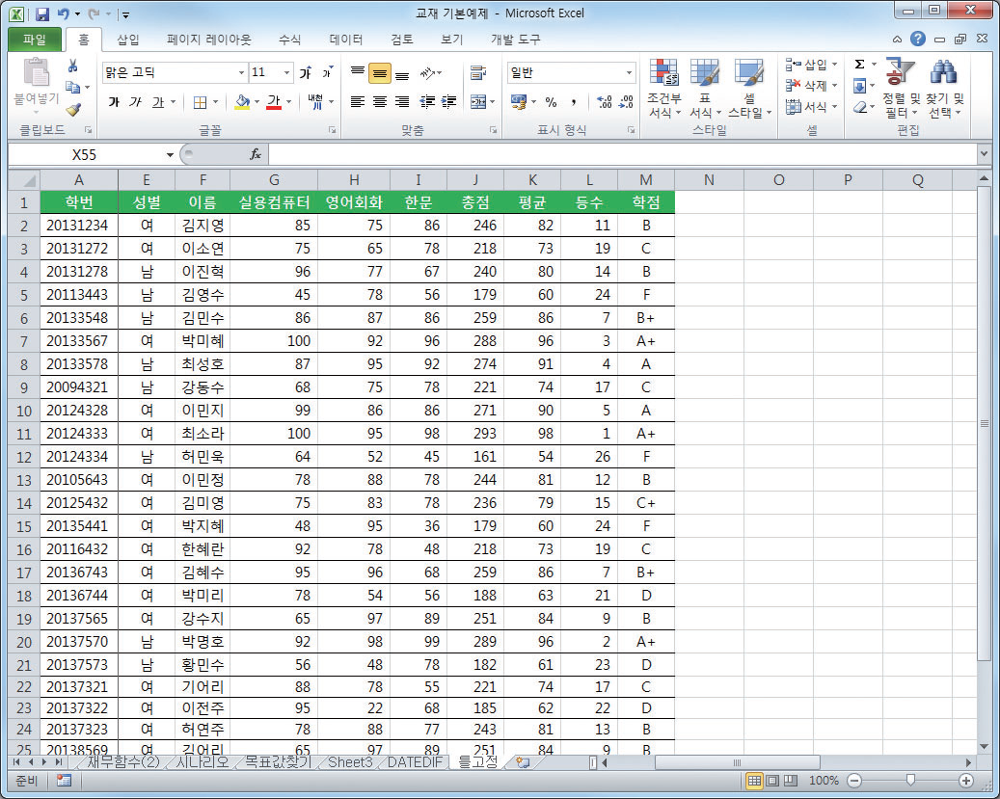 교재 기본예제 - Microsoft Excel
파일 홈 삽입 페이지 레이아웃 수식 데이터 검토 보기 개발 도구
붙여넣기 맑은 고딕 11 가 가 일반 조건부 서식 표 서식 셀 스타일 삽입 삭제 서식 Σ 정렬 및 필터 찾기 및 선택
가 가 가 가 내천 % ,
클립보드 글꼴 맞춤 표시 형식 스타일 셀 편집
X55 fx
A E F G H I J K L M N O P Q
1 학번 성별 이름 실용컴퓨터 영어회화 한문 총점 평균 등수 학점
2 20131234 여 김지영 85 75 86 246 82 11 B
3 20131272 여 이소연 75 65 78 218 73 19 C
4 20131278 남 이진혁 96 77 67 240 80 14 B
5 20113443 남 김영수 45 78 56 179 60 24 F
6 20133548 남 김민수 86 87 86 259 86 7 B+
7 20133567 여 박미혜 100 92 96 288 96 3 A+
8 20133578 남 최성호 87 95 92 274 91 4 A
9 20094321 남 강동수 68 75 78 221 74 17 C
10 20124328 여 이민지 99 86 86 271 90 5 A
11 20124333 여 최소라 100 95 98 293 98 1 A+
12 20124334 남 허민욱 64 52 45 161 54 26 F
13 20105643 여 이민정 78 88 78 244 81 12 B
14 20125432 여 김미영 75 83 78 236 79 15 C+
15 20135441 여 박지혜 48 95 36 179 60 24 F
16 20116432 여 한혜란 92 78 48 218 73 19 C
17 20136743 여 김혜수 95 96 68 259 86 7 B+
18 20136744 여 박미리 78 54 56 188 63 21 D
19 20137565 여 강수지 65 97 89 251 84 9 B
20 20137570 남 박명호 92 98 99 289 96 2 A+
21 20137573 남 황민수 56 48 78 182 61 23 D
22 20137321 여 기어리 88 78 55 221 74 17 C
23 20137322 여 이전주 95 22 68 185 62 22 D
24 20137323 여 허연주 78 88 77 243 81 13 B
25 20138569 여 김어리 65 97 89 251 84 9 B
재무함수(2) 시나리오 목표값찾기 Sheet3 DATEDIF 틀고정
준비 100%